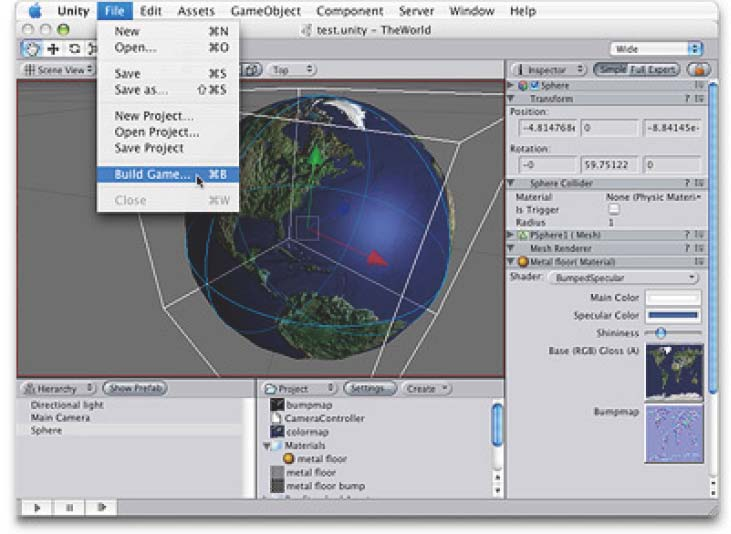 Unity File Edit Assets GameObject Component Server Window Help
test.unity - TheWorld
New ⌘N
Open... ⌘O
Save ⌘S
Save as... ⇧⌘S
New Project...
Open Project...
Save Project
Build Game... ⌘B
Close ⌘W
Wide
Scene View
Top
Inspector Simple Full Expert
Sphere
Transform ?
Position:
-4.814768 0 -8.84145e-
Rotation:
-0 59.75122 0
Sphere Collider ?
Material None (Physic Materi
Is Trigger
Radius 1
PSphere1 (Mesh) ?
Mesh Renderer ?
Metal floor(Material)
Shader: BumpedSpecular
Main Color
Specular Color
Shininess
Base (RGB) Gloss (A)
Bumpmap
Hierarchy Show Prefab
Directional light
Main Camera
Sphere
Project Settings... Create
bumpmap
CameraController
colormap
Materials
metal floor
metal floor
metal floor bump